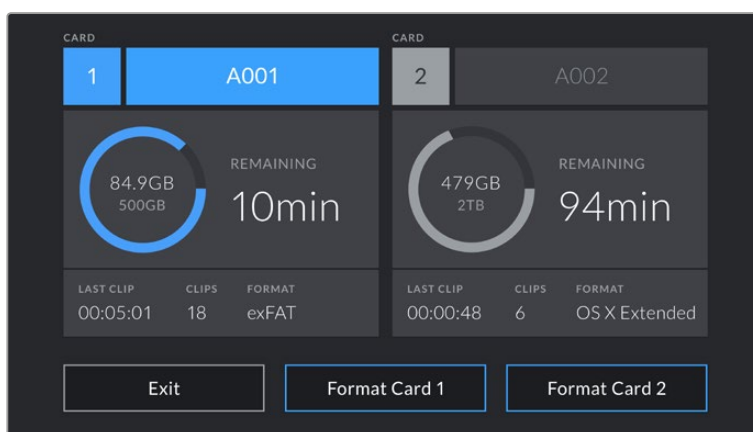 CARD
1
A001
84.9GB
500GB
REMAINING
10min
LAST CLIP CLIPS FORMAT
00:05:01 18 exFAT
CARD
2
A002
479GB
2TB
REMAINING
94min
LAST CLIP CLIPS FORMAT
00:00:48 6 OS X Extended
Exit
Format Card 1
Format Card 2